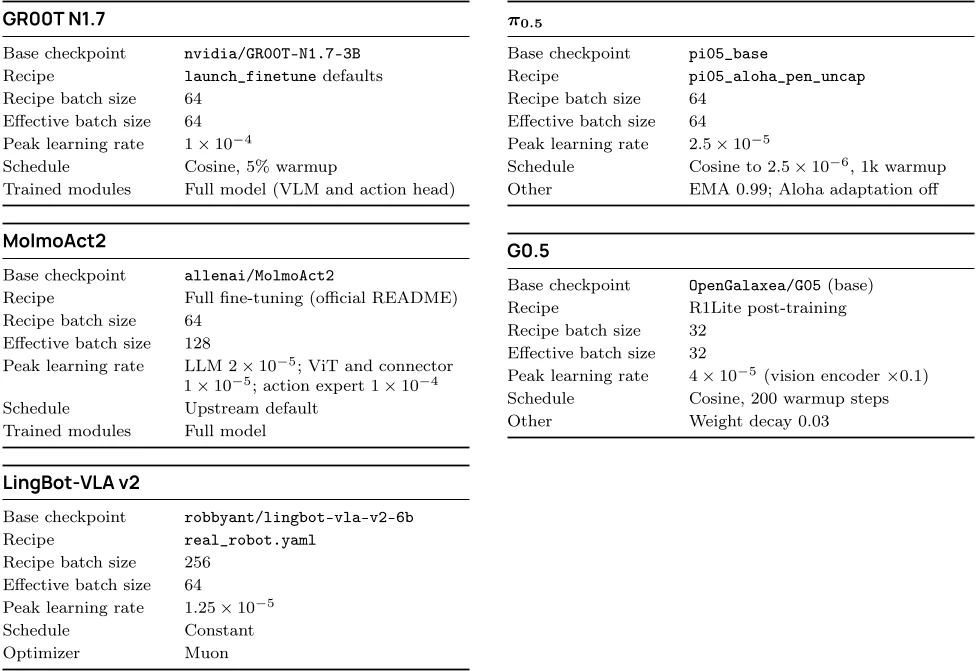 GR00T N1.7
Base checkpoint nvidia/GR00T-N1.7-3B
Recipe launch_finetune defaults
Recipe batch size 64
Effective batch size 64
Peak learning rate 1 × 10⁻⁴
Schedule Cosine, 5% warmup
Trained modules Full model (VLM and action head)
MolmoAct2
Base checkpoint allenai/MolmoAct2
Recipe Full fine-tuning (official README)
Recipe batch size 64
Effective batch size 128
Peak learning rate LLM 2 × 10⁻⁵; ViT and connector
1 × 10⁻⁵; action expert 1 × 10⁻⁴
Schedule Upstream default
Trained modules Full model
LingBot-VLA v2
Base checkpoint robbyant/lingbot-vla-v2-6b
Recipe real_robot.yaml
Recipe batch size 256
Effective batch size 64
Peak learning rate 1.25 × 10⁻⁵
Schedule Constant
Optimizer Muon
π₀.₅
Base checkpoint pi05_base
Recipe pi05_aloha_pen_uncap
Recipe batch size 64
Effective batch size 64
Peak learning rate 2.5 × 10⁻⁵
Schedule Cosine to 2.5 × 10⁻⁶, 1k warmup
Other EMA 0.99; Aloha adaptation off
G0.5
Base checkpoint OpenGalaxea/G05 (base)
Recipe R1Lite post-training
Recipe batch size 32
Effective batch size 32
Peak learning rate 4 × 10⁻⁵ (vision encoder ×0.1)
Schedule Cosine, 200 warmup steps
Other Weight decay 0.03